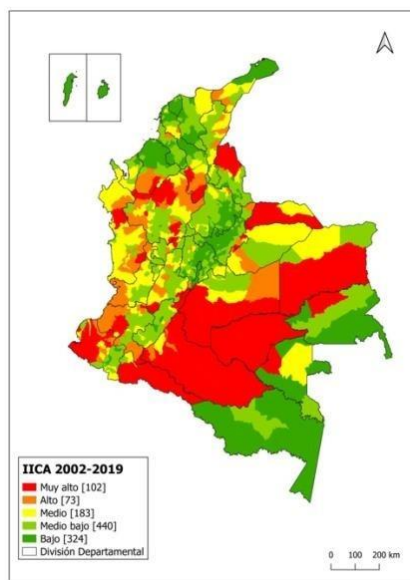 IICA 2002-2019
Muy alto [102]
Alto [73]
Medio [183]
Medio bajo [440]
Bajo [324]
División Departamental
0 100 200 km